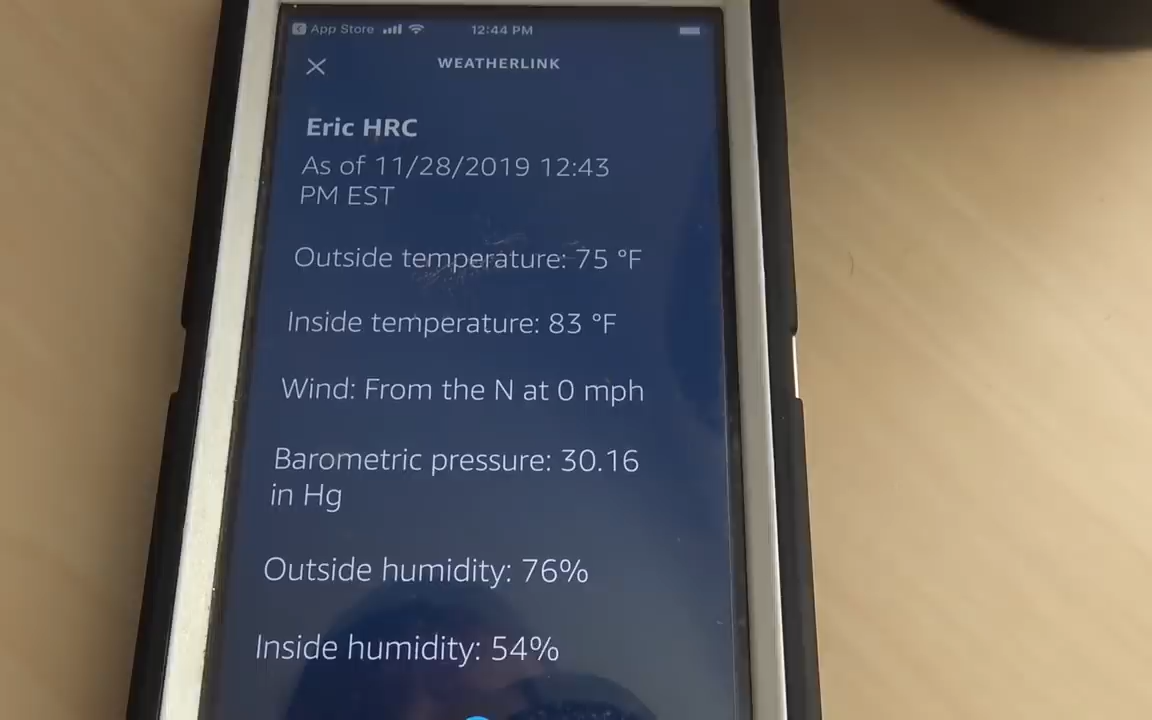 App Store 12:44 PM
WEATHERLINK
Eric HRC
As of 11/28/2019 12:43
PM EST
Outside temperature: 75 °F
Inside temperature: 83 °F
Wind: From the N at 0 mph
Barometric pressure: 30.16
in Hg
Outside humidity: 76%
Inside humidity: 54%